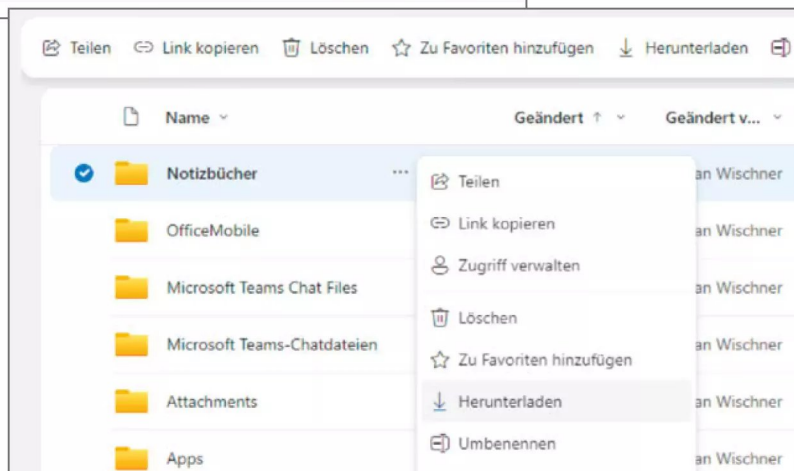 Teilen Link kopieren Löschen Zu Favoriten hinzufügen Herunterladen
Name Geändert Geändert v...
Notizbücher ... Teilen an Wischner
OfficeMobile Link kopieren an Wischner
Zugriff verwalten
Microsoft Teams Chat Files an Wischner
Löschen
Microsoft Teams-Chatdateien Zu Favoriten hinzufügen an Wischner
Attachments Herunterladen an Wischner
Umbenennen
Apps an Wischner